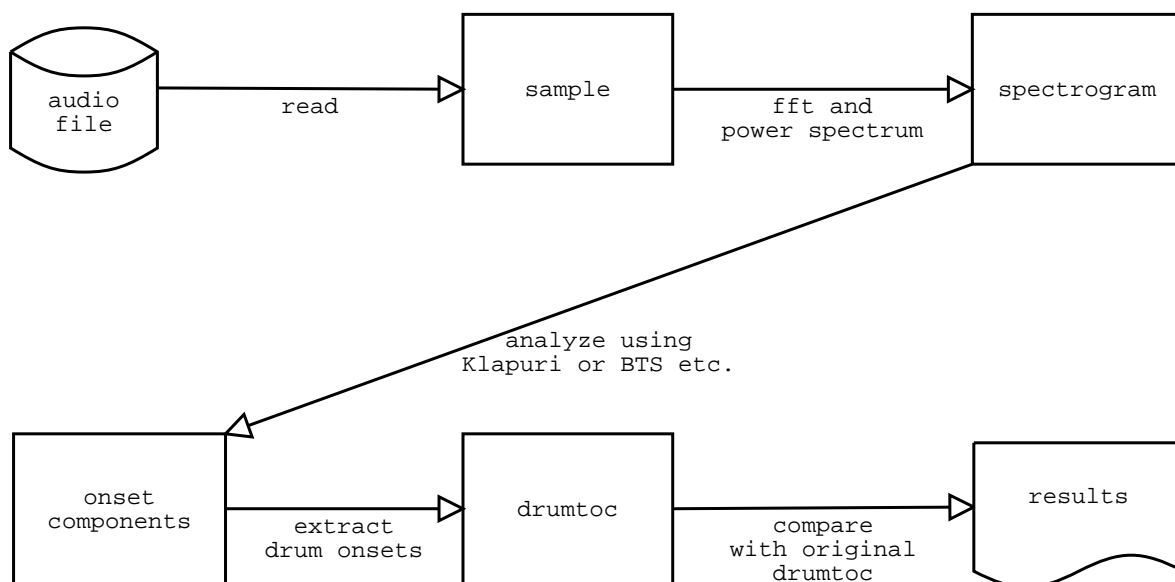 audio
file
read
sample
fft and
power spectrum
spectrogram
analyze using
Klapuri or BTS etc.
onset
components
extract
drum onsets
drumtoc
compare
with original
drumtoc
results